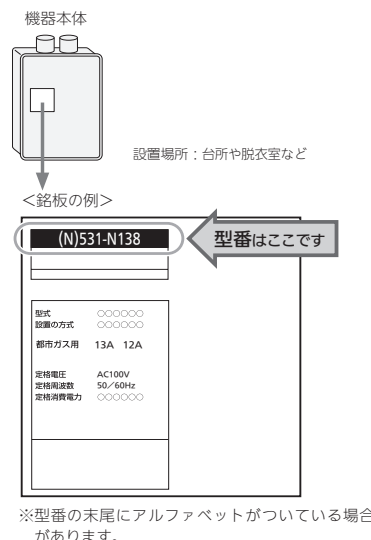 機器本体
設置場所：台所や脱衣室など
＜銘板の例＞
(N)531-N138
型番はここです
型式 ○○○○○○
設置の方式 ○○○○○○
都市ガス用 13A 12A
定格電圧 AC100V
定格周波数 50／60Hz
定格消費電力 ○○○○○○
※型番の末尾にアルファベットがついている場合
があります。